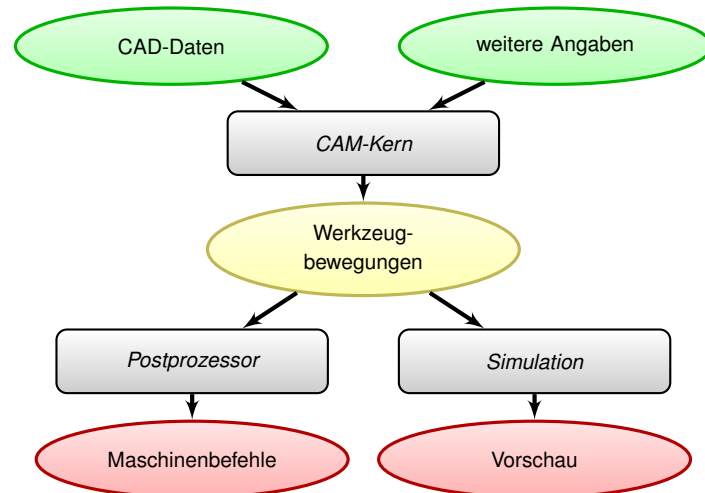 CAD-Daten
weitere Angaben
CAM-Kern
Werkzeug-
bewegungen
Postprozessor
Simulation
Maschinenbefehle
Vorschau